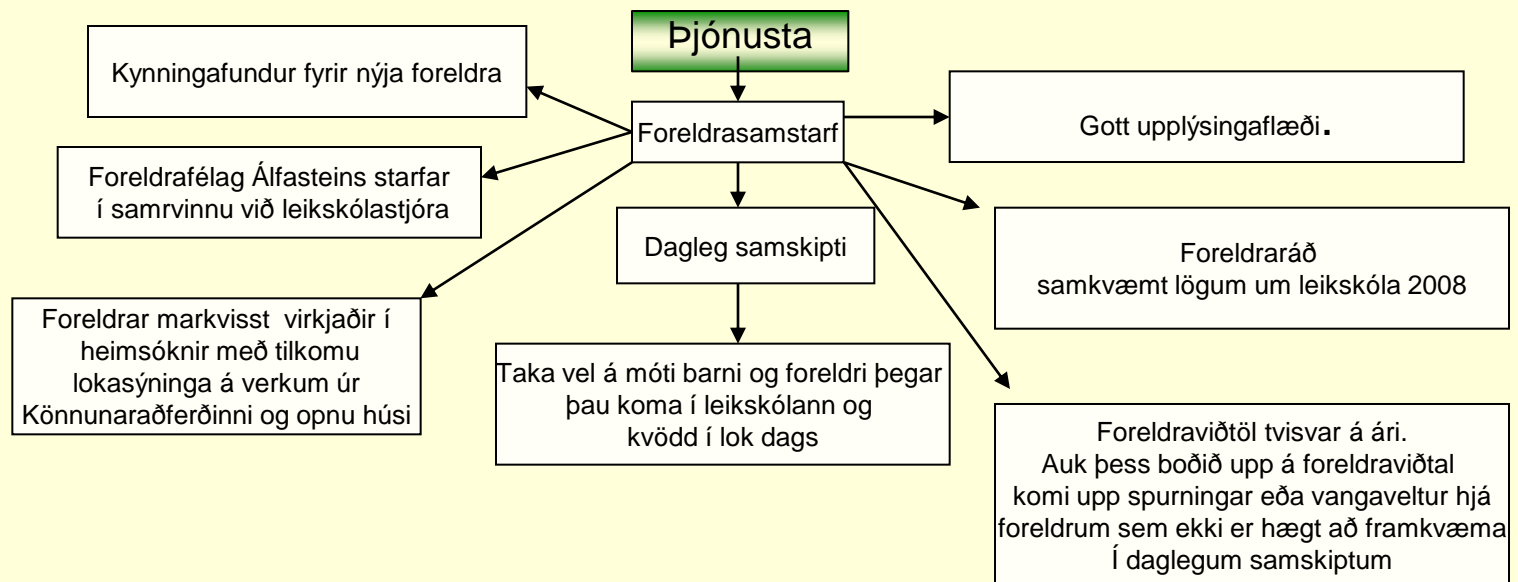 Þjónusta
Kynningafundur fyrir nýja foreldra
Foreldrasamstarf
Gott upplýsingaflæði.
Foreldrafélag Álfasteins starfar
í samrvinnu við leikskólastjóra
Dagleg samskipti
Foreldraráð
samkvæmt lögum um leikskóla 2008
Foreldrar markvisst virkjaðir í
heimsóknir með tilkomu
lokasýninga á verkum úr
Könnunaraðferðinni og opnu húsi
Taka vel á móti barni og foreldri þegar
þau koma í leikskólann og
kvödd í lok dags
Foreldraviðtöl tvisvar á ári.
Auk þess boðið upp á foreldraviðtal
komi upp spurningar eða vangaveltur hjá
foreldrum sem ekki er hægt að framkvæma
Í daglegum samskiptum